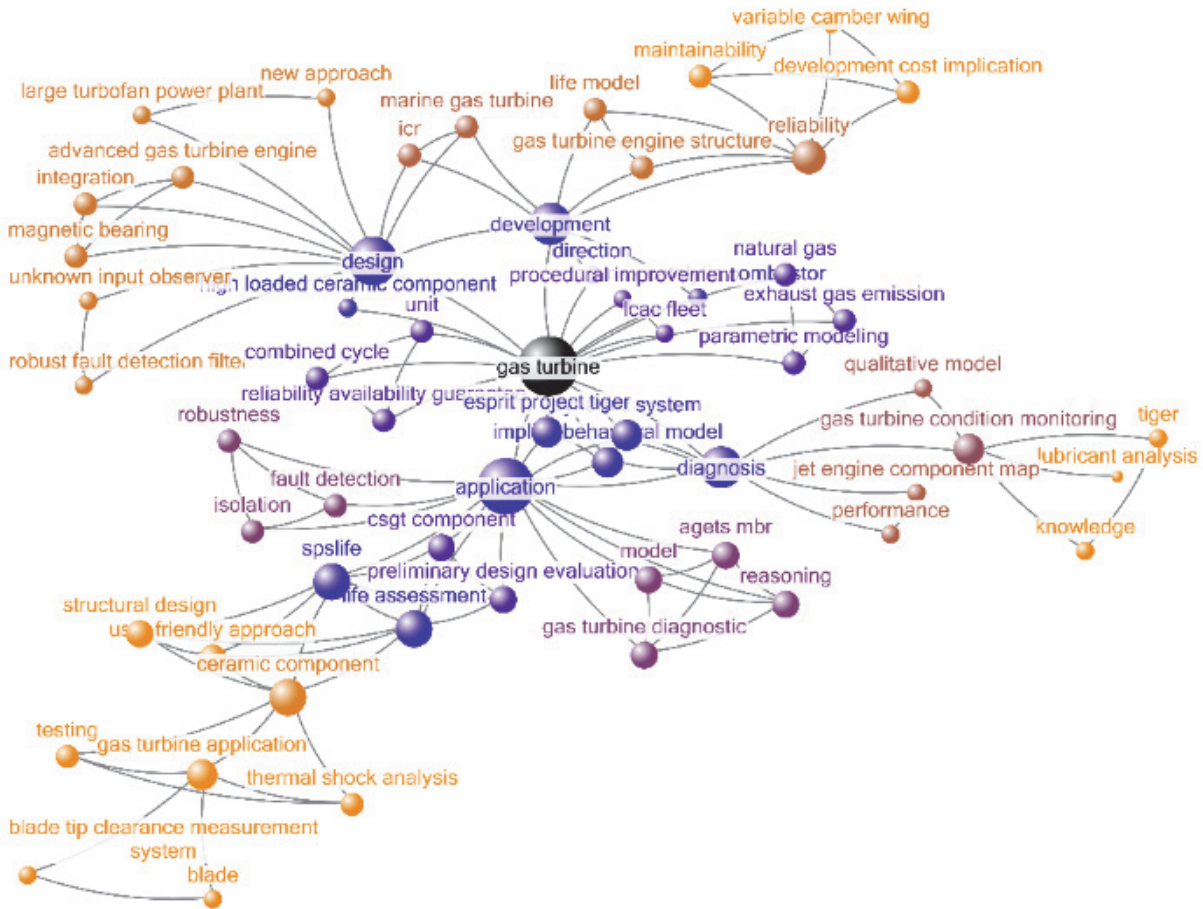 variable camber wing
maintainability
development cost implication
new approach
large turbofan power plant
life model
marine gas turbine
icr
reliability
gas turbine engine structure
advanced gas turbine engine
integration
magnetic bearing
development
direction
design
natural gas
unknown input observer
procedural improvement
high loaded ceramic component
exhaust gas emission
unit
lcac fleet
parametric modeling
combined cycle
robust fault detection filte
gas turbine
qualitative model
reliability availability
esprit project tiger
system
robustness
gas turbine condition monitoring
tiger
model
lubricant analysis
diagnosis
jet engine component map
fault detection
application
isolation
performance
csgt component
agets mbr
knowledge
spslife
model
reasoning
preliminary design evaluation
life assessment
structural design
friendly approach
gas turbine diagnostic
ceramic component
testing
gas turbine application
thermal shock analysis
blade tip clearance measurement
system
blade